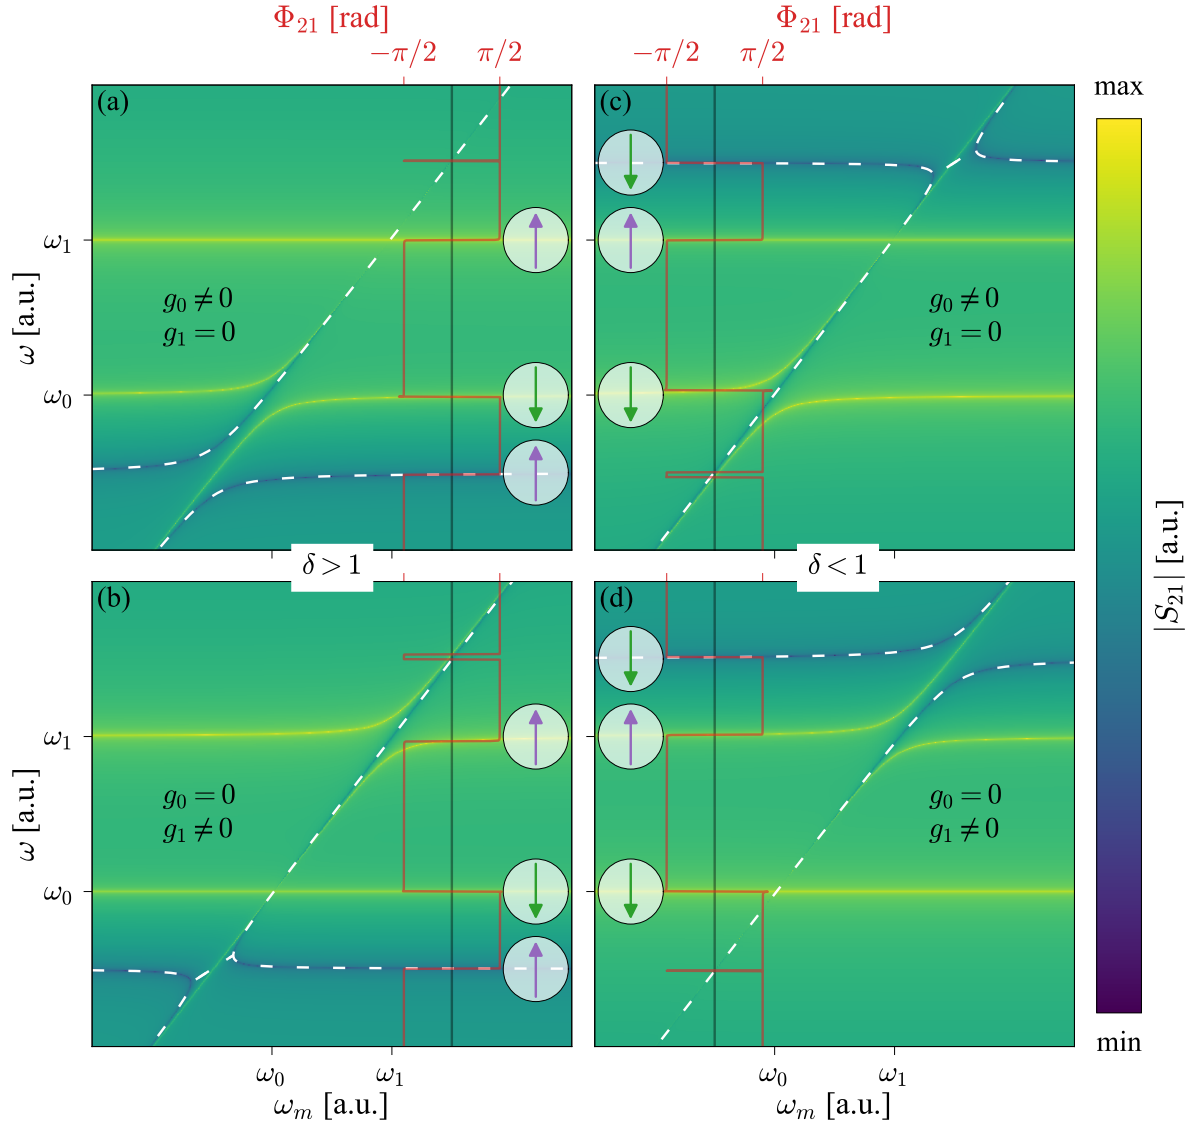 Φ₂₁ [rad]
Φ₂₁ [rad]
−π/2
π/2
−π/2
π/2
max
(a)
(c)
ω₁
g₀ ≠ 0
g₁ = 0
g₀ ≠ 0
g₁ = 0
ω [a.u.]
ω₀
δ > 1
δ < 1
|S₂₁| [a.u.]
(b)
(d)
ω₁
g₀ = 0
g₁ ≠ 0
g₀ = 0
g₁ ≠ 0
ω [a.u.]
ω₀
min
ω₀
ω₁
ω₀
ω₁
ωₘ [a.u.]
ωₘ [a.u.]